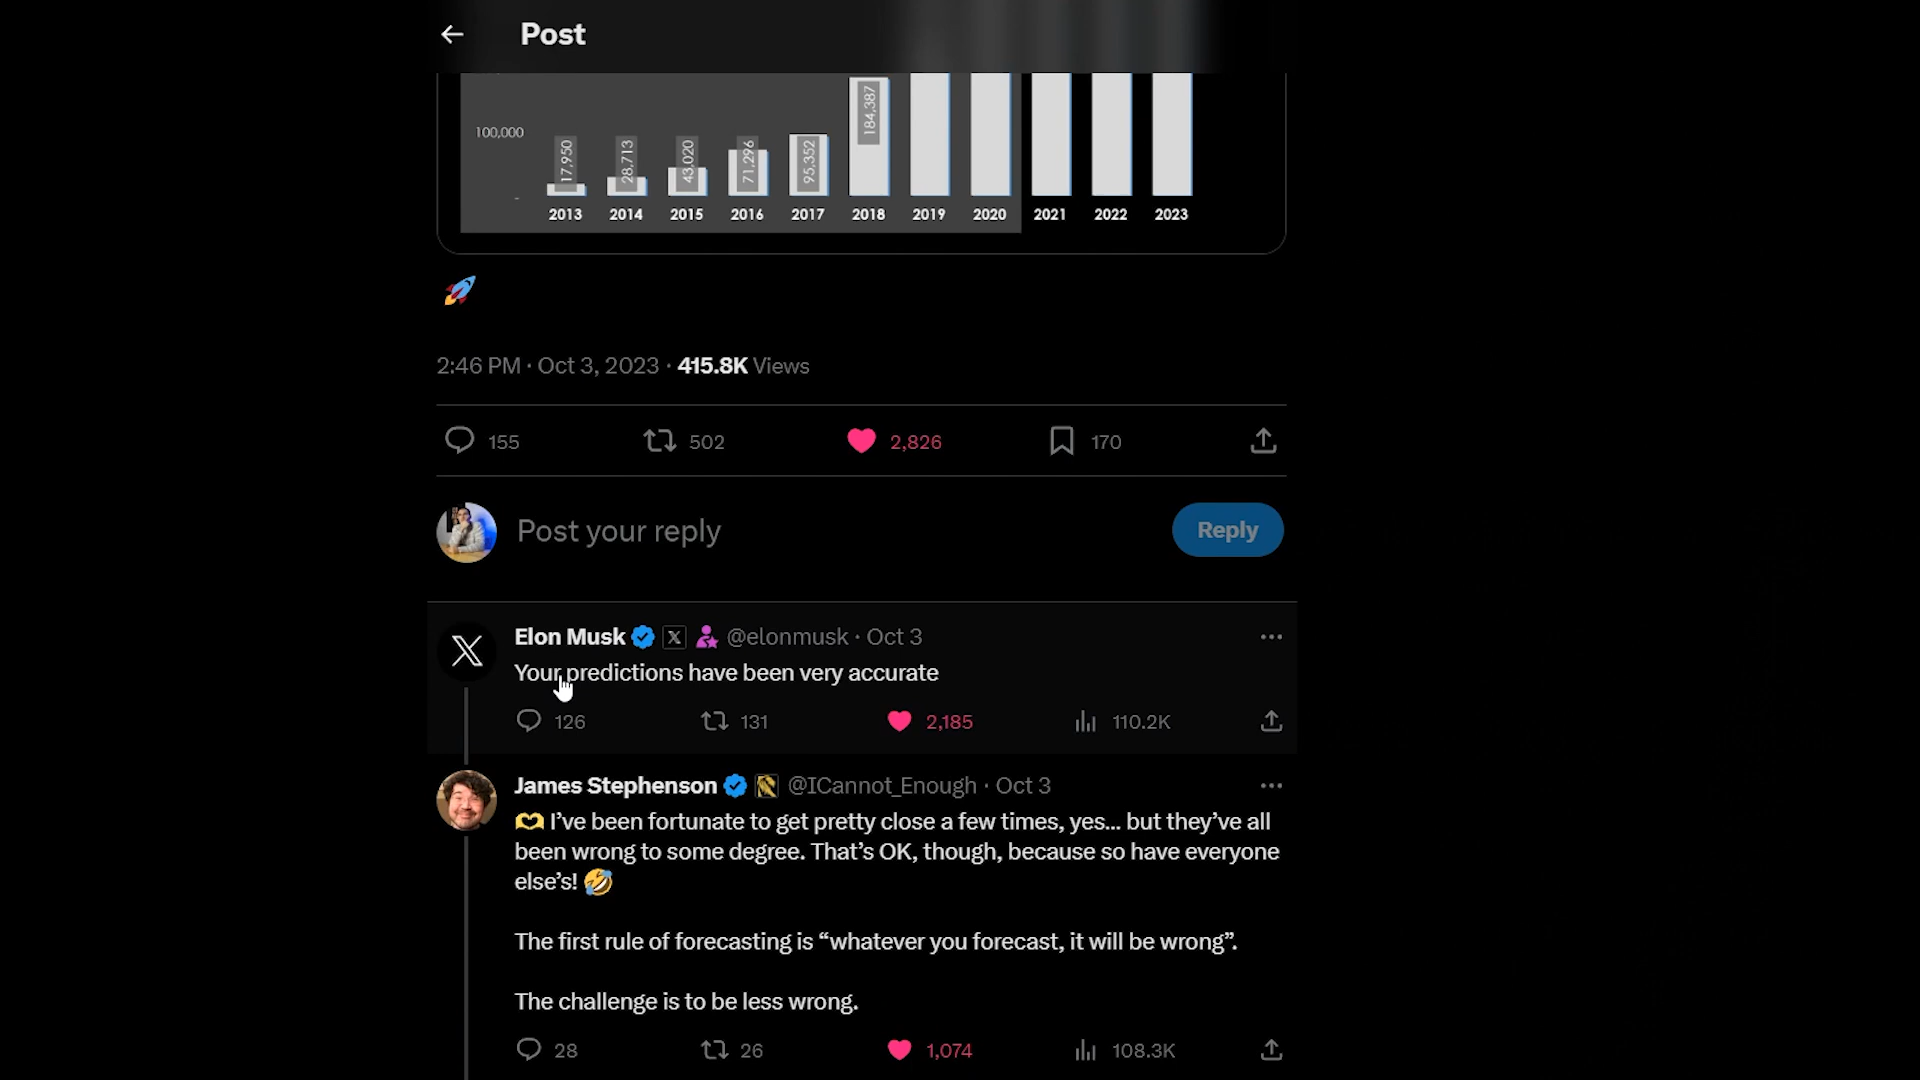 Post
100,000
-
17,950
28,713
43,020
71,296
95,352
184,387
2013 2014 2015 2016 2017 2018 2019 2020 2021 2022 2023
2:46 PM · Oct 3, 2023 · 415.8K Views
155 502 2,826 170
Post your reply
Reply
Elon Musk X @elonmusk · Oct 3
Your predictions have been very accurate
126 131 2,185 110.2K
James Stephenson @ICannot_Enough · Oct 3
I've been fortunate to get pretty close a few times, yes... but they've all
been wrong to some degree. That's OK, though, because so have everyone
else's!
The first rule of forecasting is “whatever you forecast, it will be wrong”.
The challenge is to be less wrong.
28 26 1,074 108.3K